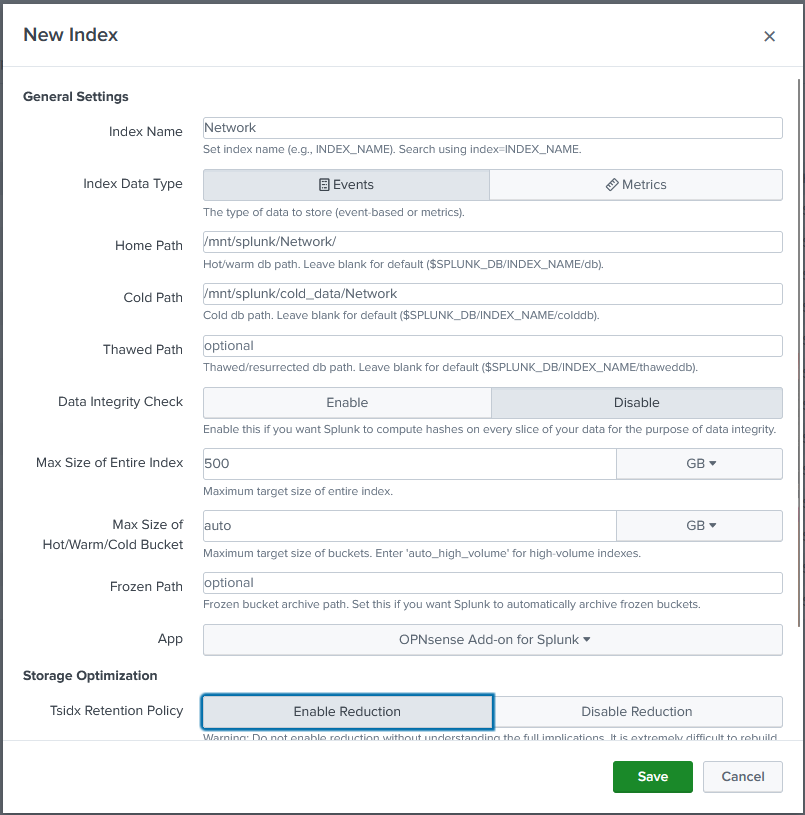 New Index
×
General Settings
Index Name
Network
Set index name (e.g., INDEX_NAME). Search using index=INDEX_NAME.
Index Data Type
Events
Metrics
The type of data to store (event-based or metrics).
Home Path
/mnt/splunk/Network/
Hot/warm db path. Leave blank for default ($SPLUNK_DB/INDEX_NAME/db).
Cold Path
/mnt/splunk/cold_data/Network
Cold db path. Leave blank for default ($SPLUNK_DB/INDEX_NAME/colddb).
Thawed Path
optional
Thawed/resurrected db path. Leave blank for default ($SPLUNK_DB/INDEX_NAME/thaweddb).
Data Integrity Check
Enable
Disable
Enable this if you want Splunk to compute hashes on every slice of your data for the purpose of data integrity.
Max Size of Entire Index
500
GB
Maximum target size of entire index.
Max Size of
Hot/Warm/Cold Bucket
auto
GB
Maximum target size of buckets. Enter 'auto_high_volume' for high-volume indexes.
Frozen Path
optional
Frozen bucket archive path. Set this if you want Splunk to automatically archive frozen buckets.
App
OPNsense Add-on for Splunk
Storage Optimization
Tsidx Retention Policy
Enable Reduction
Disable Reduction
Warning: Do not enable reduction without understanding the full implications. It is extremely difficult to rebuild
Save
Cancel